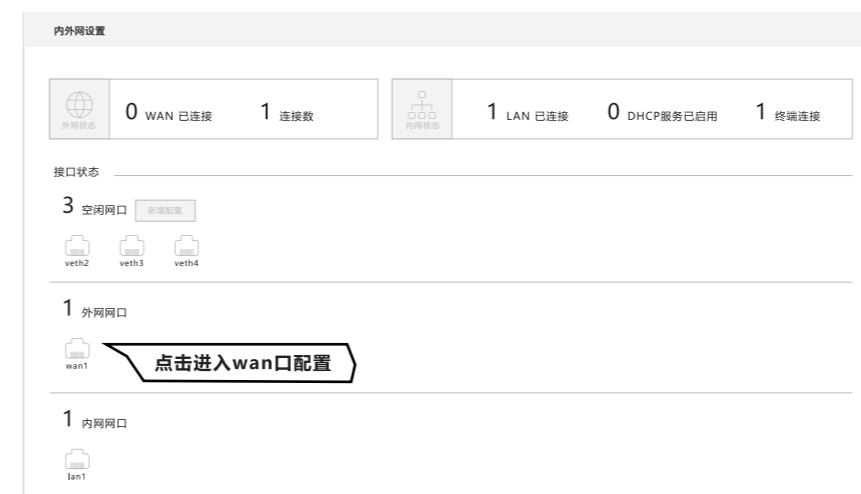 内外网设置
外网状态
0 WAN 已连接 1 连接数
内网状态
1 LAN 已连接 0 DHCP服务已启用 1 终端连接
接口状态
3 空闲网口 新增配置
veth2 veth3 veth4
1 外网网口
wan1
点击进入wan口配置
1 内网网口
lan1